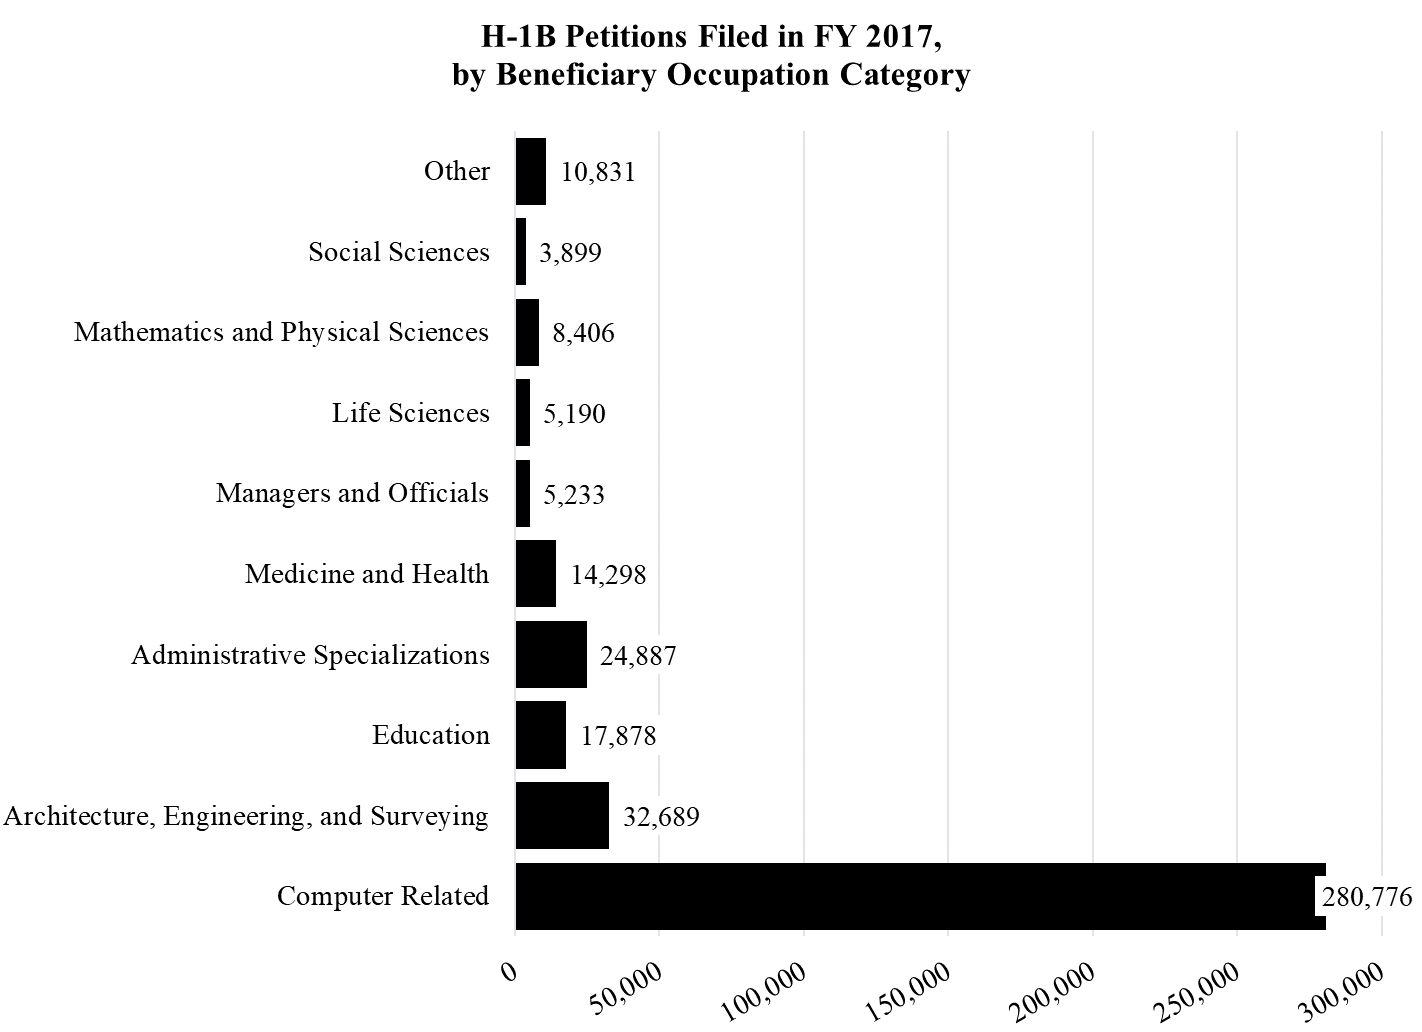 H-1B Petitions Filed in FY 2017,
by Beneficiary Occupation Category
Other 10,831
Social Sciences 3,899
Mathematics and Physical Sciences 8,406
Life Sciences 5,190
Managers and Officials 5,233
Medicine and Health 14,298
Administrative Specializations 24,887
Education 17,878
Architecture, Engineering, and Surveying 32,689
Computer Related 280,776
0 50,000 100,000 150,000 200,000 250,000 300,000